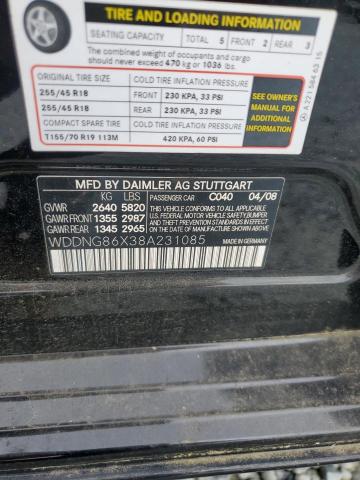 TIRE AND LOADING INFORMATION
SEATING CAPACITY TOTAL 5 FRONT 2 REAR 3
The combined weight of occupants and cargo
should never exceed 470 kg or 1036 lbs.
ORIGINAL TIRE SIZE COLD TIRE INFLATION PRESSURE
255/45 R18 FRONT 230 KPA, 33 PSI
255/45 R18 REAR 230 KPA, 33 PSI
COMPACT SPARE TIRE COLD TIRE INFLATION PRESSURE
T155/70 R19 113M 420 KPA, 60 PSI
SEE OWNER'S
MANUAL FOR
ADDITIONAL
INFORMATION
A 221 584 63 15
MFD BY DAIMLER AG STUTTGART
KG LBS PASSENGER CAR C040 04/08
GVWR 2640 5820
GAWR FRONT 1355 2987
GAWR REAR 1345 2965
THIS VEHICLE CONFORMS TO ALL APPLICABLE
U.S. FEDERAL MOTOR VEHICLE SAFETY
BUMPER AND THEFT PREVENTION STANDARDS
IN EFFECT ON THE DATE OF MANUFACTURE
SHOWN ABOVE
WDDNG86X38A231085